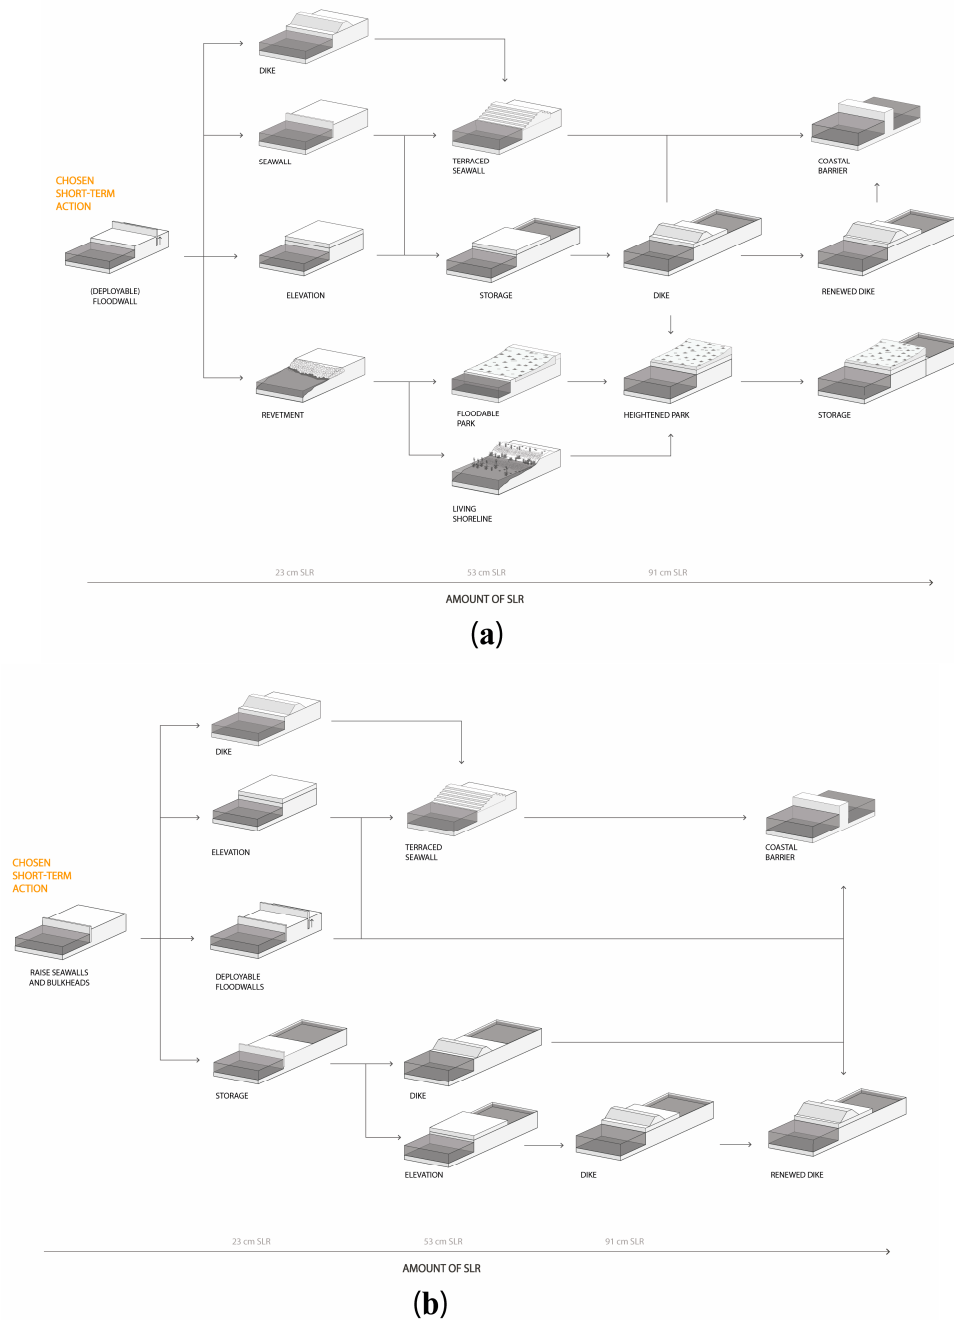 DIKE
SEAWALL
TERRACED
SEAWALL
COASTAL
BARRIER
CHOSEN
SHORT-TERM
ACTION
(DEPLOYABLE)
FLOODWALL
ELEVATION
STORAGE
DIKE
RENEWED DIKE
REVETMENT
FLOODABLE
PARK
HEIGHTENED PARK
STORAGE
LIVING
SHORELINE
23 cm SLR
53 cm SLR
91 cm SLR
AMOUNT OF SLR
(a)
DIKE
ELEVATION
TERRACED
SEAWALL
COASTAL
BARRIER
CHOSEN
SHORT-TERM
ACTION
RAISE SEAWALLS
AND BULKHEADS
DEPLOYABLE
FLOODWALLS
STORAGE
DIKE
ELEVATION
DIKE
RENEWED DIKE
23 cm SLR
53 cm SLR
91 cm SLR
AMOUNT OF SLR
(b)